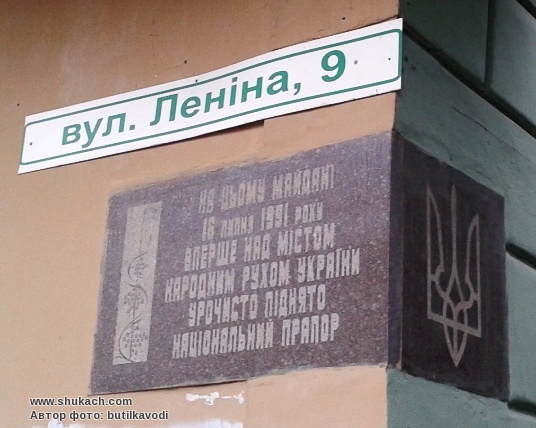 вул. Леніна, 9
НА ЦЬОМУ МАЙДАНІ
16 ЛИПНЯ 1991 РОКУ
ВПЕРШЕ НАД МІСТОМ
НАРОДНИМ РУХОМ УКРАЇНИ
УРОЧИСТО ПІДНЯТО
НАЦІОНАЛЬНИЙ ПРАПОР
www.shukach.com
Автор фото: butilkavodi